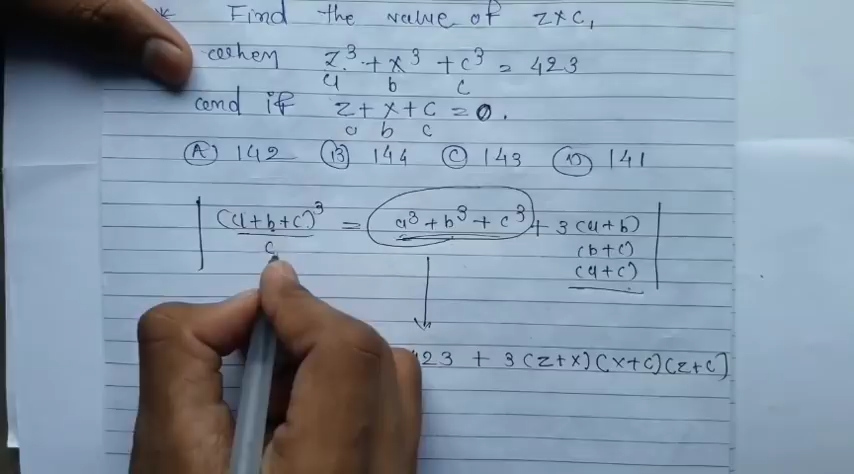 * Find the value of zxc,
when z³ + x³ + c³ = 423
a b c
and if z + x + c = 0.
a b c
(A) 142 (B) 144 (C) 143 (D) 141
(a+b+c)³ = a³ + b³ + c³ + 3(a+b)
(b+c)
(a+c)
423 + 3(z+x)(x+c)(z+c)